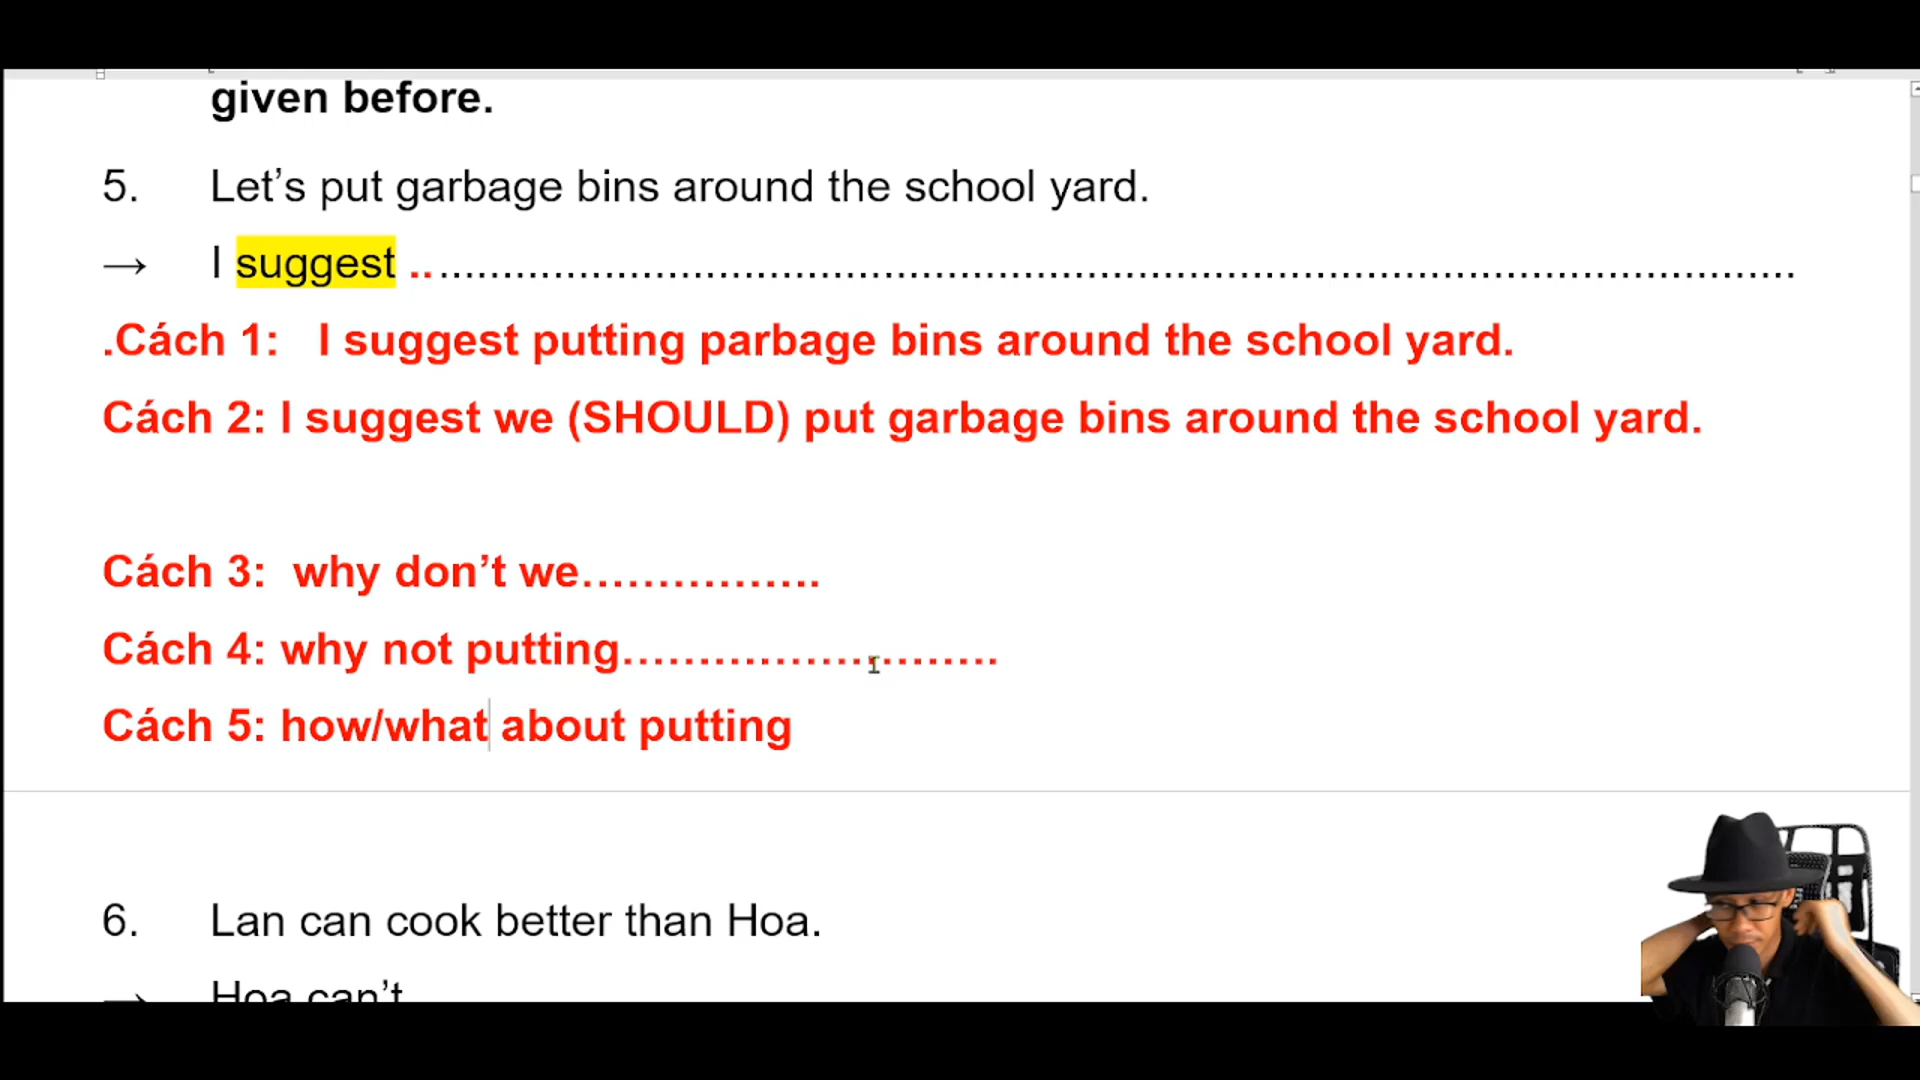 given before.
5. Let’s put garbage bins around the school yard.
→ I suggest ..............................................................................................
.Cách 1: I suggest putting parbage bins around the school yard.
Cách 2: I suggest we (SHOULD) put garbage bins around the school yard.
Cách 3: why don’t we................
Cách 4: why not putting.........................
Cách 5: how/what about putting
6. Lan can cook better than Hoa.
→ Hoa can’t